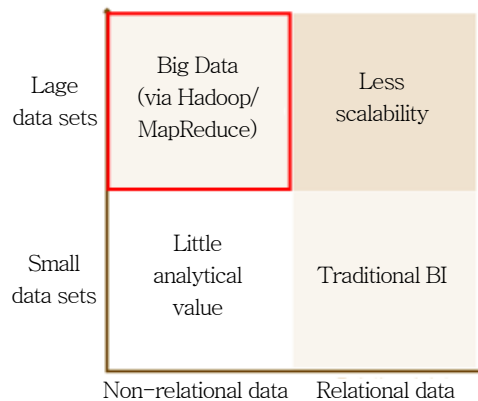 Lage
data sets
Big Data
(via Hadoop/
MapReduce)
Less
scalability
Small
data sets
Little
analytical
value
Traditional BI
Non-relational data
Relational data